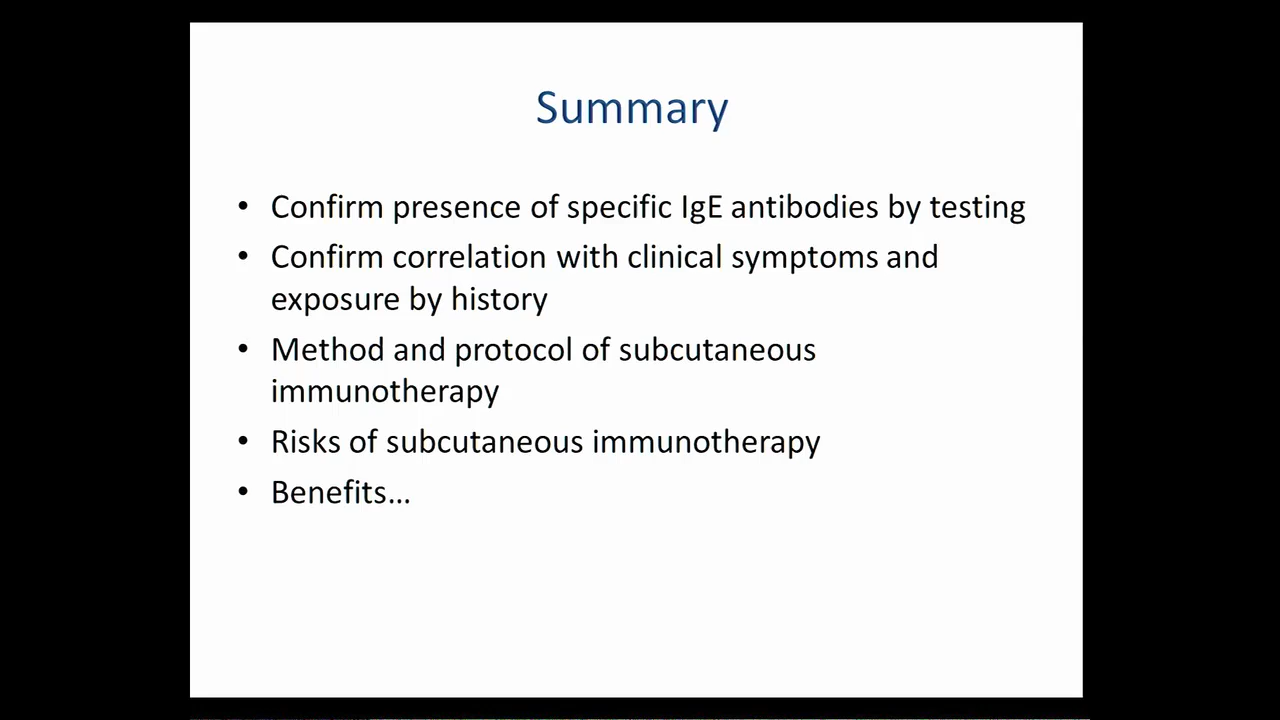 Summary
• Confirm presence of specific IgE antibodies by testing
• Confirm correlation with clinical symptoms and
exposure by history
• Method and protocol of subcutaneous
immunotherapy
• Risks of subcutaneous immunotherapy
• Benefits…